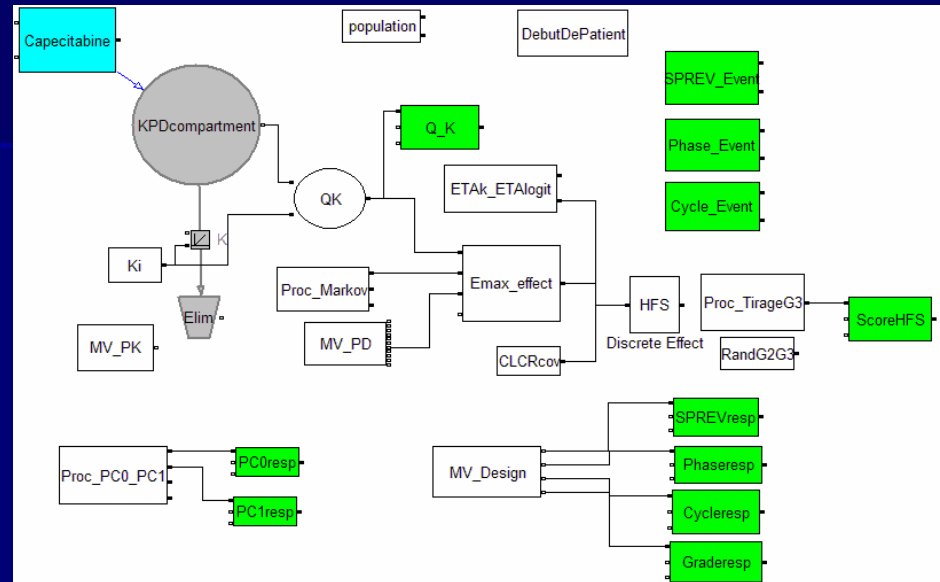 Capecitabine
population
DebutDePatient
SPREV_Event
KPDcompartment
Q_K
Phase_Event
ETAk_ETAlogit
QK
Cycle_Event
K
Ki
Proc_Markov
Emax_effect
HFS
Discrete Effect
Proc_TirageG3
ScoreHFS
Elim
MV_PK
MV_PD
CLCRcov
RandG2G3
SPREVresp
Proc_PC0_PC1
PC0resp
PC1resp
MV_Design
Phaseresp
Cycleresp
Graderesp